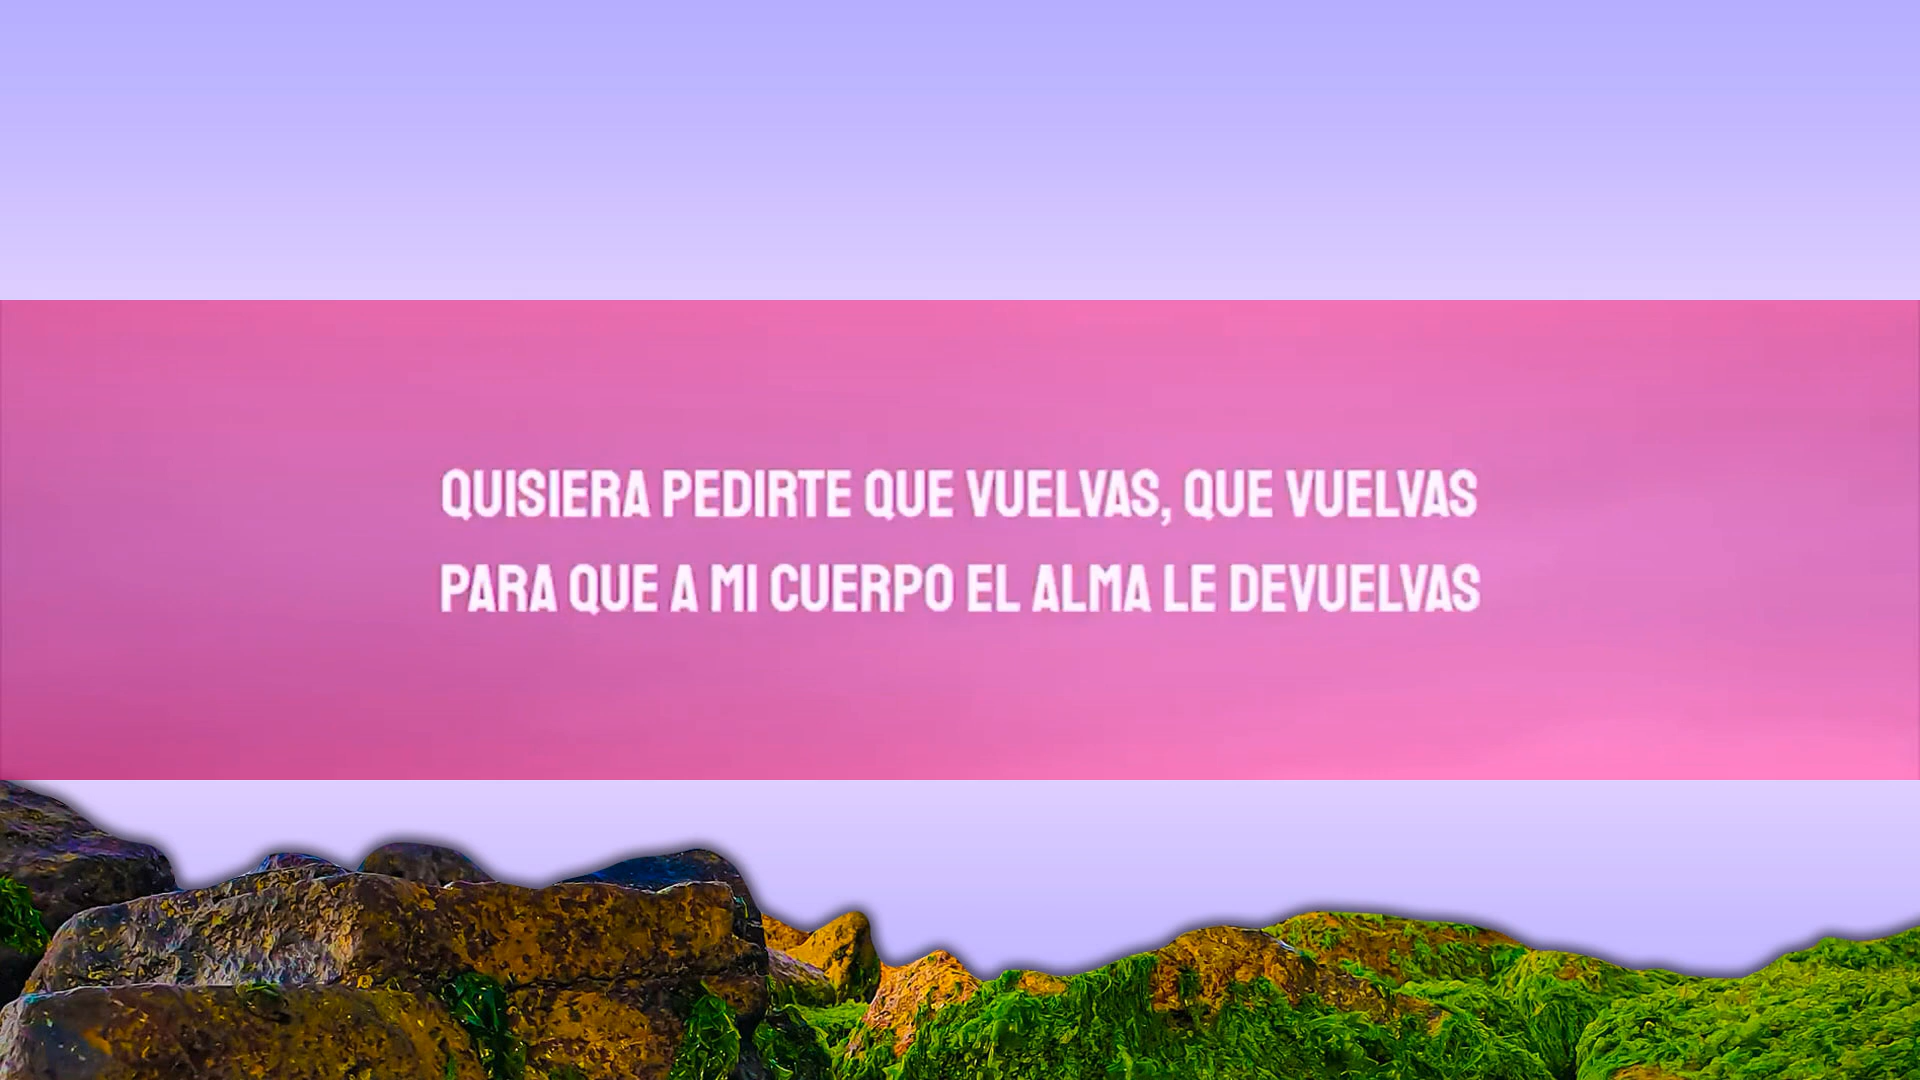 QUISIERA PEDIRTE QUE VUELVAS, QUE VUELVAS
PARA QUE A MI CUERPO EL ALMA LE DEVUELVAS